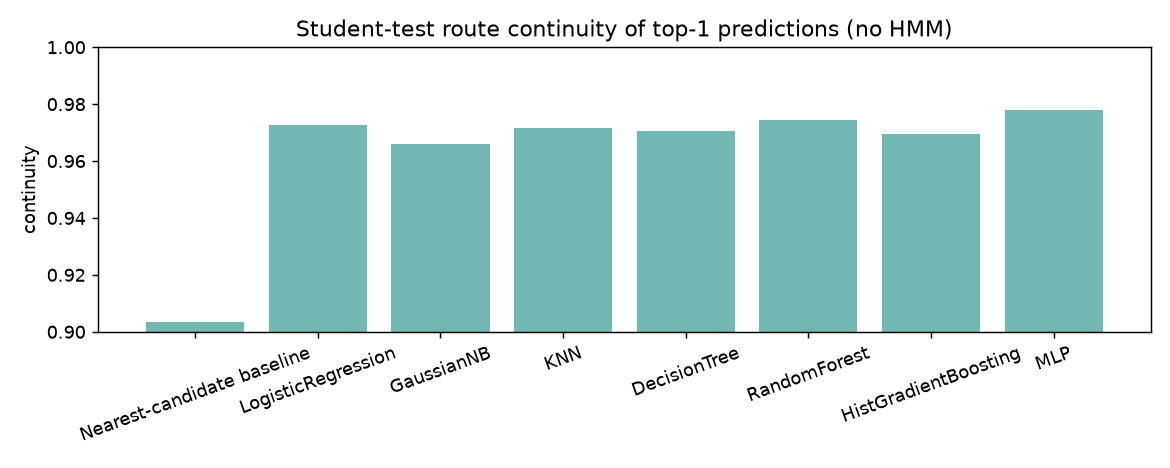 Student-test route continuity of top-1 predictions (no HMM)
continuity
1.00
0.98
0.96
0.94
0.92
0.90
Nearest-candidate baseline
LogisticRegression
GaussianNB
KNN
DecisionTree
RandomForest
HistGradientBoosting
MLP